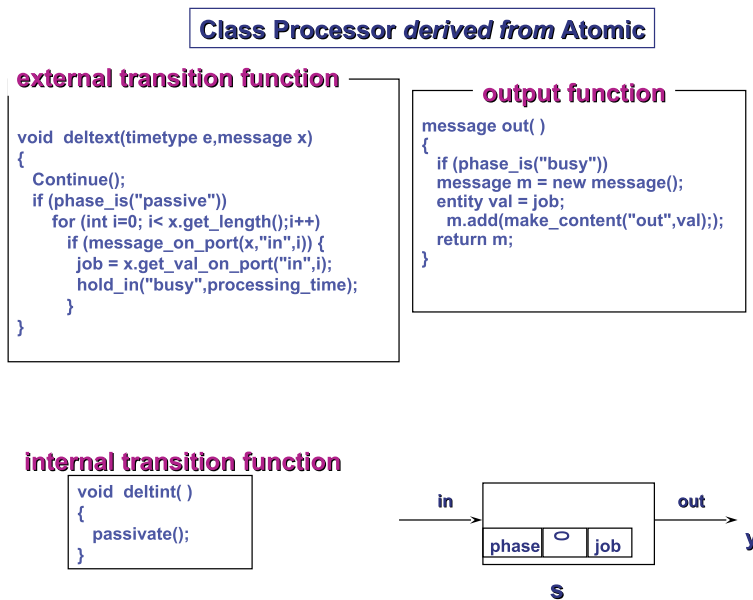 Class Processor derived from Atomic
external transition function
void deltext(timetype e,message x)
{
Continue();
if (phase_is("passive"))
for (int i=0; i< x.get_length();i++)
if (message_on_port(x,"in",i)) {
job = x.get_val_on_port("in",i);
hold_in("busy",processing_time);
}
}
output function
message out( )
{
if (phase_is("busy"))
message m = new message();
entity val = job;
m.add(make_content("out",val););
return m;
}
internal transition function
void deltint( )
{
passivate();
}
in
out
phase
job
y
s